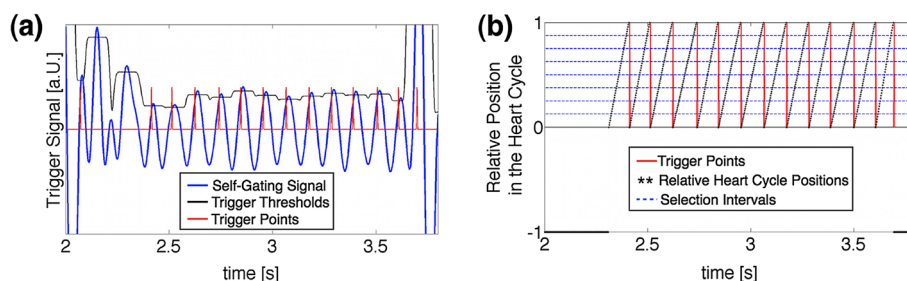 (a)
Trigger Signal [a.U.]
Self-Gating Signal
Trigger Thresholds
Trigger Points
2
2.5
3
3.5
time [s]
(b)
Relative Position
in the Heart Cycle
1
0
-1
Trigger Points
** Relative Heart Cycle Positions
Selection Intervals
2
2.5
3
3.5
time [s]